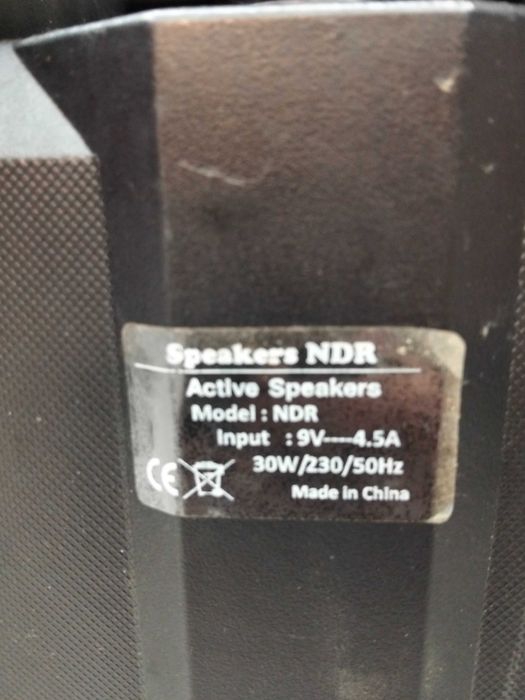 Speakers NDR
Active Speakers
Model : NDR
Input : 9V----4.5A
30W/230/50Hz
CE
Made in China